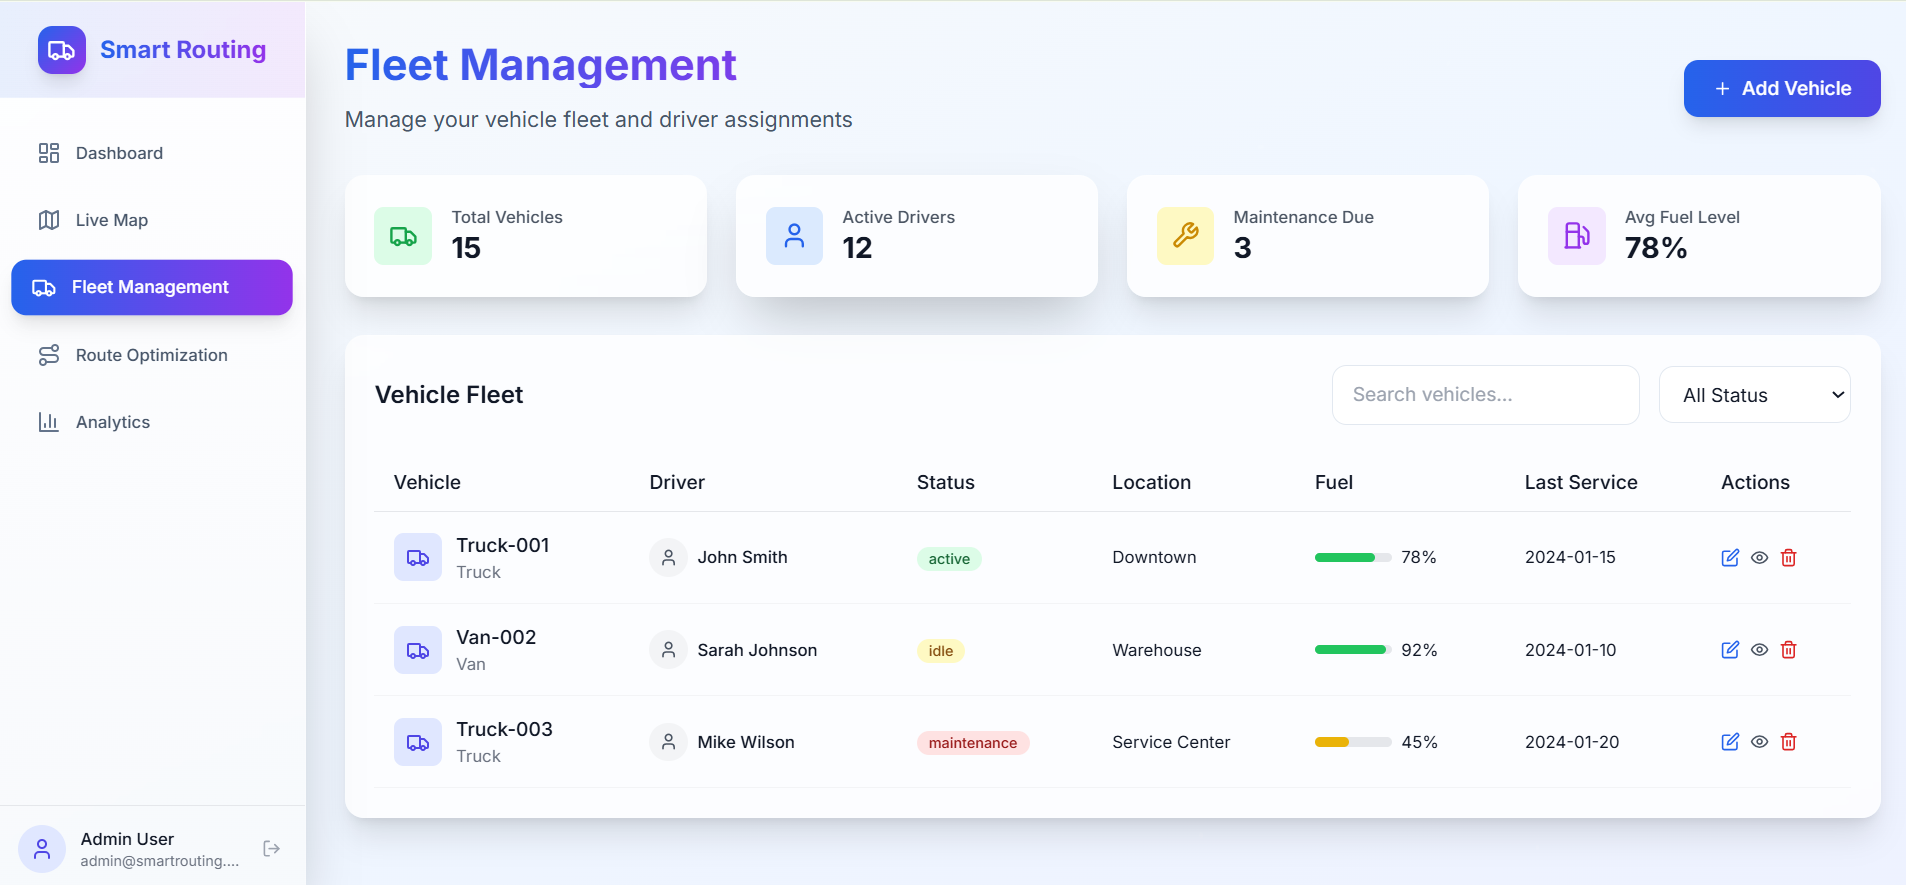 Smart Routing
Dashboard
Live Map
Fleet Management
Route Optimization
Analytics
Admin User
admin@smartrouting....
Fleet Management
Manage your vehicle fleet and driver assignments
+ Add Vehicle
Total Vehicles
15
Active Drivers
12
Maintenance Due
3
Avg Fuel Level
78%
Vehicle Fleet
Search vehicles...
All Status
Vehicle Driver Status Location Fuel Last Service Actions
Truck-001
Truck
John Smith
active
Downtown
78%
2024-01-15
Van-002
Van
Sarah Johnson
idle
Warehouse
92%
2024-01-10
Truck-003
Truck
Mike Wilson
maintenance
Service Center
45%
2024-01-20